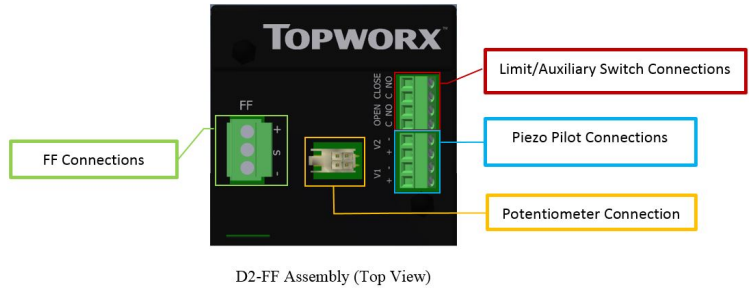 TOPWORX
OPEN CLOSE
C NO C NO
FF
+
S
-
V1 V2
+ - + -
FF Connections
Limit/Auxiliary Switch Connections
Piezo Pilot Connections
Potentiometer Connection
D2-FF Assembly (Top View)